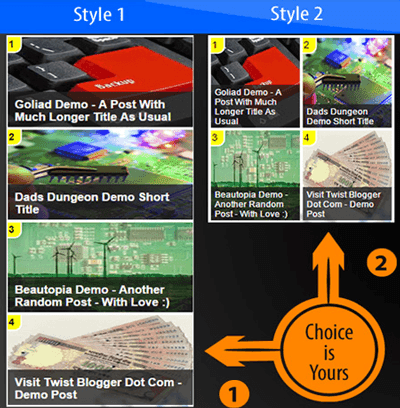 Style 1
Style 2
1
Backup
Goliad Demo - A Post With
Much Longer Title As Usual
2
Dads Dungeon Demo Short
Title
3
Beautopia Demo - Another
Random Post - With Love :)
4
Visit Twist Blogger Dot Com -
Demo Post
1
Backup
Goliad Demo - A
Post With Much
Longer Title As
Usual
2
Dads Dungeon
Demo Short Title
3
Beautopia Demo -
Another Random
Post - With Love :)
4
Visit Twist Blogger
Dot Com - Demo
Post
2
Choice
is
Yours
1